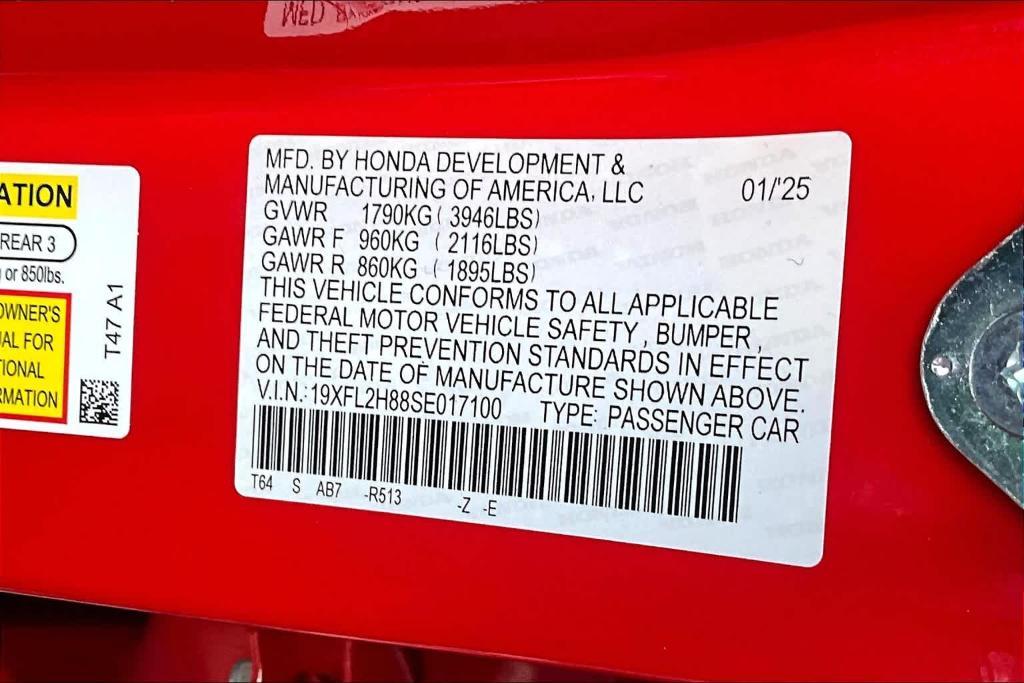 WED
ATION
REAR 3
or 850lbs.
OWNER'S
UAL FOR
TIONAL
RMATION
T47 A1
MFD. BY HONDA DEVELOPMENT &
MANUFACTURING OF AMERICA, LLC 01/'25
GVWR 1790KG ( 3946LBS)
GAWR F 960KG ( 2116LBS)
GAWR R 860KG ( 1895LBS)
THIS VEHICLE CONFORMS TO ALL APPLICABLE
FEDERAL MOTOR VEHICLE SAFETY , BUMPER ,
AND THEFT PREVENTION STANDARDS IN EFFECT
ON THE DATE OF MANUFACTURE SHOWN ABOVE.
V.I.N.:19XFL2H88SE017100 TYPE: PASSENGER CAR
T64 S AB7 -R513 -Z -E